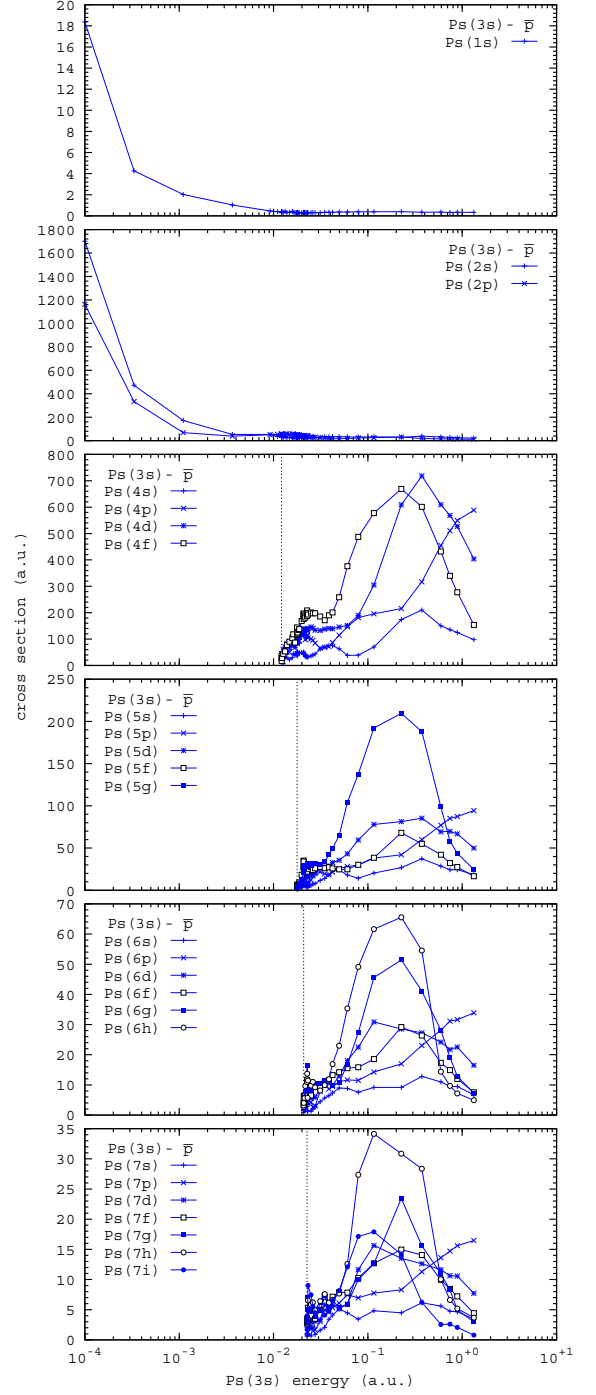 20
18
16
14
12
10
8
6
4
2
0
Ps(3s)- p̅
Ps(1s)
1800
1600
1400
1200
1000
800
600
400
200
0
Ps(3s)- p̅
Ps(2s)
Ps(2p)
800
700
600
500
400
300
200
100
0
Ps(3s)- p̅
Ps(4s)
Ps(4p)
Ps(4d)
Ps(4f)
cross section (a.u.)
250
200
150
100
50
0
Ps(3s)- p̅
Ps(5s)
Ps(5p)
Ps(5d)
Ps(5f)
Ps(5g)
70
60
50
40
30
20
10
0
Ps(3s)- p̅
Ps(6s)
Ps(6p)
Ps(6d)
Ps(6f)
Ps(6g)
Ps(6h)
35
30
25
20
15
10
5
0
Ps(3s)- p̅
Ps(7s)
Ps(7p)
Ps(7d)
Ps(7f)
Ps(7g)
Ps(7h)
Ps(7i)
10⁻⁴ 10⁻³ 10⁻² 10⁻¹ 10⁺⁰ 10⁺¹
Ps(3s) energy (a.u.)